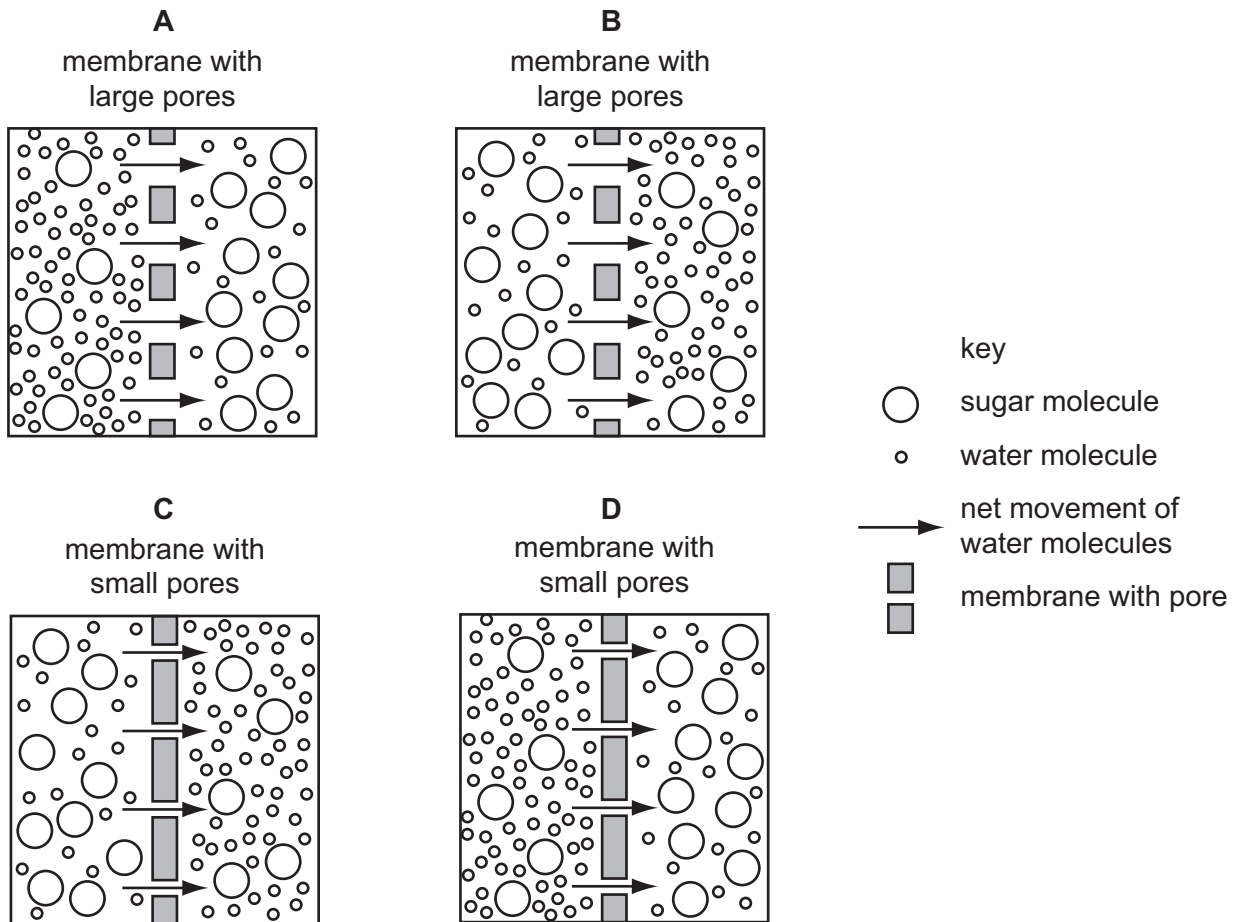 A
membrane with
large pores
B
membrane with
large pores
C
membrane with
small pores
D
membrane with
small pores
key
sugar molecule
water molecule
net movement of
water molecules
membrane with pore